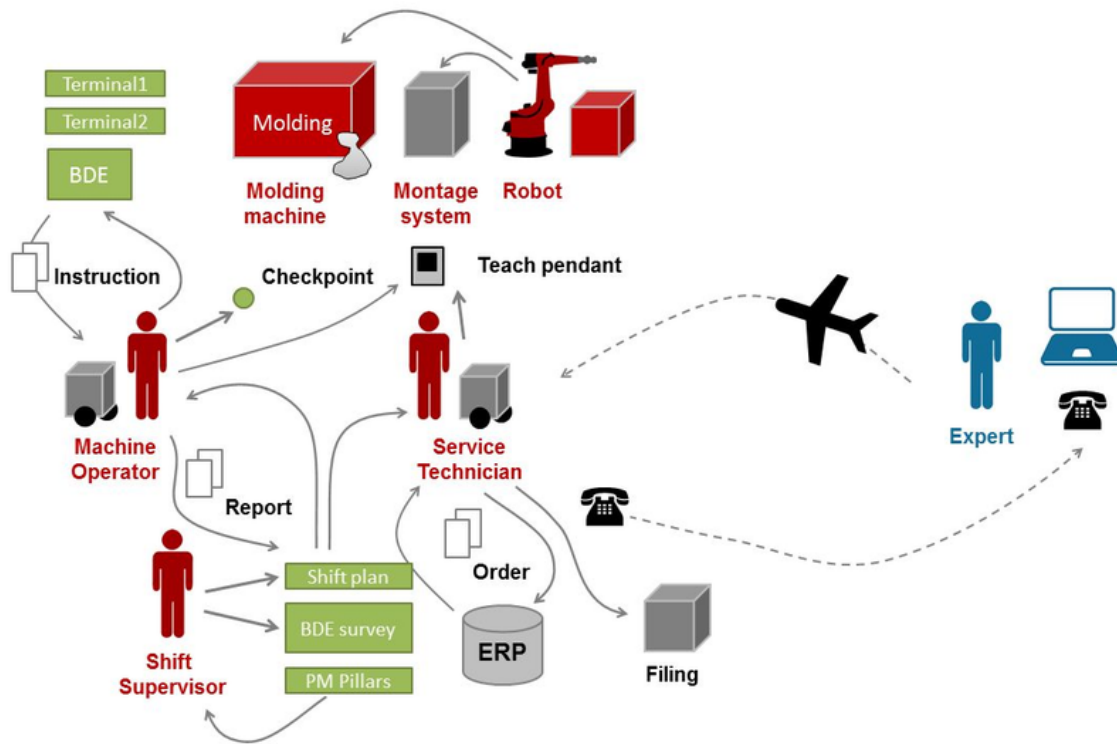 Terminal1
Terminal2
BDE
Molding
Molding
machine
Montage
system
Robot
Instruction
Checkpoint
Teach pendant
Machine
Operator
Service
Technician
Expert
Report
Order
Shift plan
BDE survey
PM Pillars
ERP
Filing
Shift
Supervisor